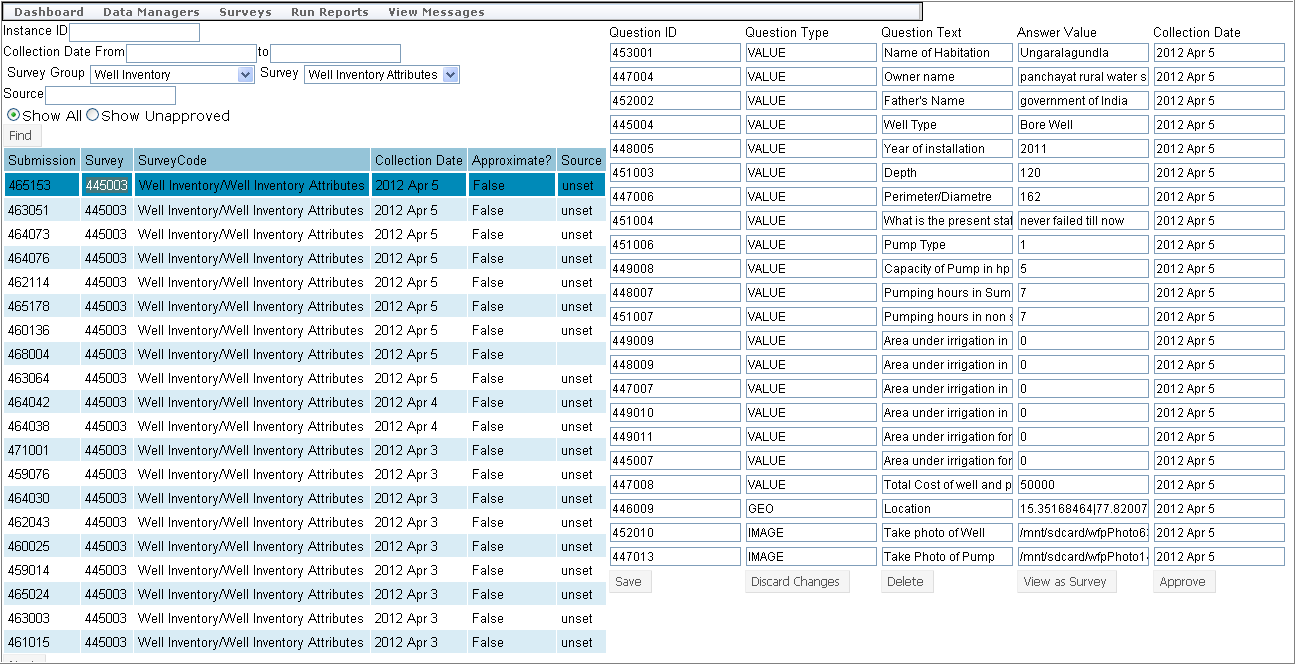 Dashboard Data Managers Surveys Run Reports View Messages
Instance ID
Collection Date From to
Survey Group Well Inventory Survey Well Inventory Attributes
Source
Show All Show Unapproved
Find
Submission Survey SurveyCode Collection Date Approximate? Source
465153 445003 Well Inventory/Well Inventory Attributes 2012 Apr 5 False unset
463051 445003 Well Inventory/Well Inventory Attributes 2012 Apr 5 False unset
464073 445003 Well Inventory/Well Inventory Attributes 2012 Apr 5 False unset
464076 445003 Well Inventory/Well Inventory Attributes 2012 Apr 5 False unset
462114 445003 Well Inventory/Well Inventory Attributes 2012 Apr 5 False unset
465178 445003 Well Inventory/Well Inventory Attributes 2012 Apr 5 False unset
460136 445003 Well Inventory/Well Inventory Attributes 2012 Apr 5 False unset
468004 445003 Well Inventory/Well Inventory Attributes 2012 Apr 5 False
463064 445003 Well Inventory/Well Inventory Attributes 2012 Apr 5 False unset
464042 445003 Well Inventory/Well Inventory Attributes 2012 Apr 4 False unset
464038 445003 Well Inventory/Well Inventory Attributes 2012 Apr 4 False unset
471001 445003 Well Inventory/Well Inventory Attributes 2012 Apr 3 False unset
459076 445003 Well Inventory/Well Inventory Attributes 2012 Apr 3 False unset
464030 445003 Well Inventory/Well Inventory Attributes 2012 Apr 3 False unset
462043 445003 Well Inventory/Well Inventory Attributes 2012 Apr 3 False unset
460025 445003 Well Inventory/Well Inventory Attributes 2012 Apr 3 False unset
459014 445003 Well Inventory/Well Inventory Attributes 2012 Apr 3 False unset
465024 445003 Well Inventory/Well Inventory Attributes 2012 Apr 3 False unset
463003 445003 Well Inventory/Well Inventory Attributes 2012 Apr 3 False unset
461015 445003 Well Inventory/Well Inventory Attributes 2012 Apr 3 False unset
Question ID Question Type Question Text Answer Value Collection Date
453001 VALUE Name of Habitation Ungaralagundla 2012 Apr 5
447004 VALUE Owner name panchayat rural water s 2012 Apr 5
452002 VALUE Father's Name government of India 2012 Apr 5
445004 VALUE Well Type Bore Well 2012 Apr 5
448005 VALUE Year of installation 2011 2012 Apr 5
451003 VALUE Depth 120 2012 Apr 5
447006 VALUE Perimeter/Diametre 162 2012 Apr 5
451004 VALUE What is the present stat never failed till now 2012 Apr 5
451006 VALUE Pump Type 1 2012 Apr 5
449008 VALUE Capacity of Pump in hp 5 2012 Apr 5
448007 VALUE Pumping hours in Sum 7 2012 Apr 5
451007 VALUE Pumping hours in non s 7 2012 Apr 5
449009 VALUE Area under irrigation in 0 2012 Apr 5
448009 VALUE Area under irrigation in 0 2012 Apr 5
447007 VALUE Area under irrigation in 0 2012 Apr 5
449010 VALUE Area under irrigation in 0 2012 Apr 5
449011 VALUE Area under irrigation for 0 2012 Apr 5
445007 VALUE Area under irrigation for 0 2012 Apr 5
447008 VALUE Total Cost of well and p 50000 2012 Apr 5
446009 GEO Location 15.35168464|77.82007 2012 Apr 5
452010 IMAGE Take photo of Well /mnt/sdcard/wfpPhoto6 2012 Apr 5
447013 IMAGE Take Photo of Pump /mnt/sdcard/wfpPhoto1 2012 Apr 5
Save Discard Changes Delete View as Survey Approve